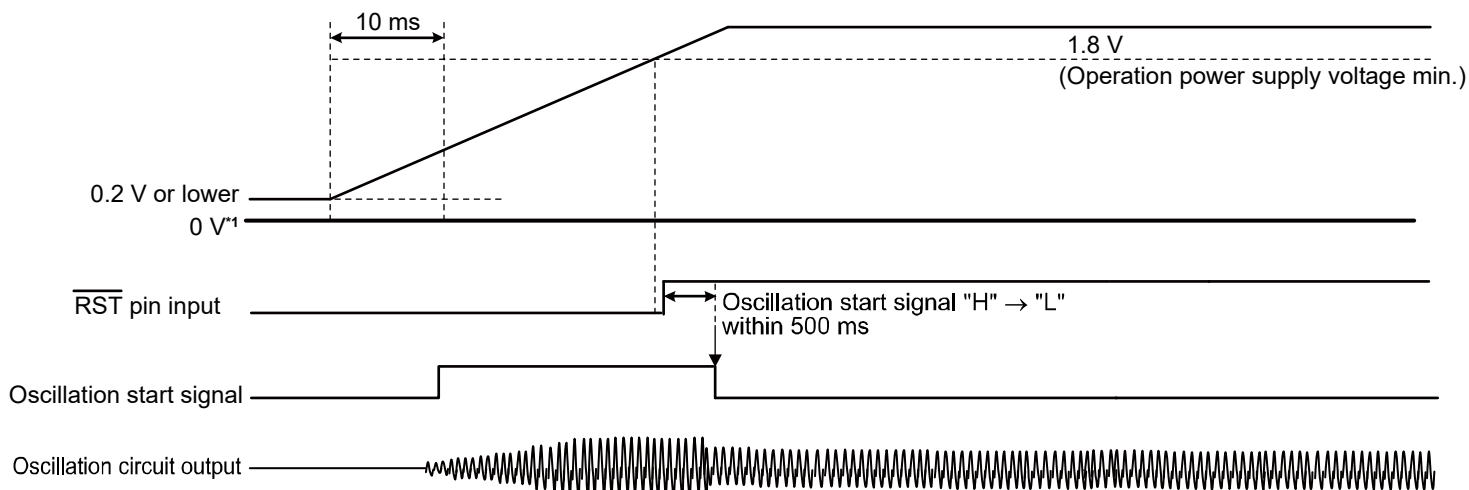 10 ms
1.8 V
(Operation power supply voltage min.)
0.2 V or lower
0 V*1
RST pin input
Oscillation start signal "H" → "L"
within 500 ms
Oscillation start signal
Oscillation circuit output